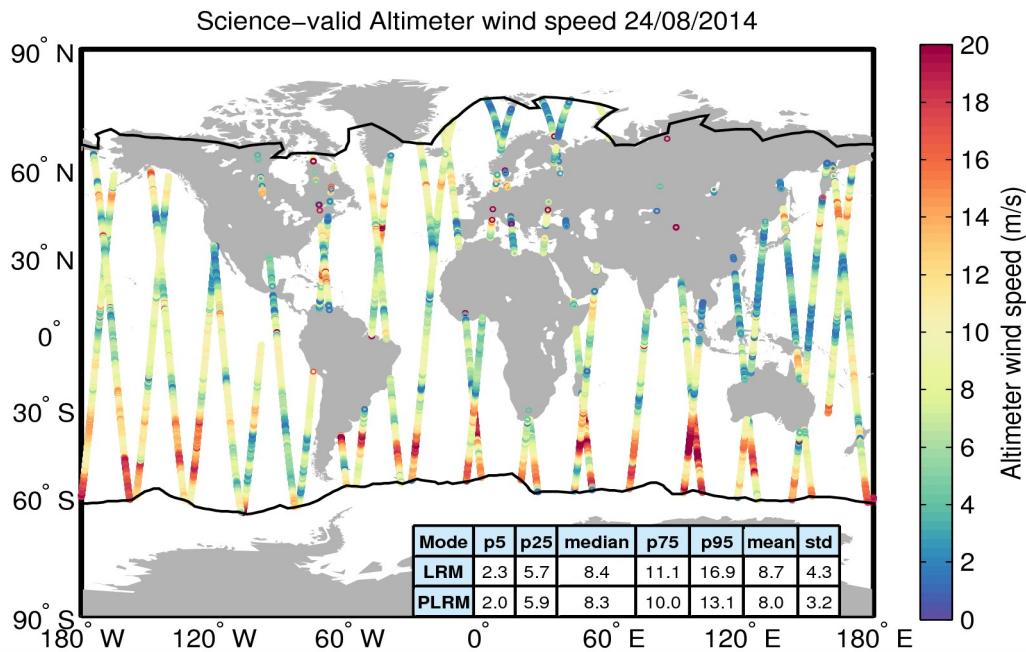 Science−valid Altimeter wind speed 24/08/2014
90° N
60° N
30° N
0°
30° S
60° S
90° S
180° W
120° W
60° W
0°
60° E
120° E
180° E
Mode p5 p25 median p75 p95 mean std
LRM 2.3 5.7 8.4 11.1 16.9 8.7 4.3
PLRM 2.0 5.9 8.3 10.0 13.1 8.0 3.2
20
18
16
14
12
10
8
6
4
2
0
Altimeter wind speed (m/s)